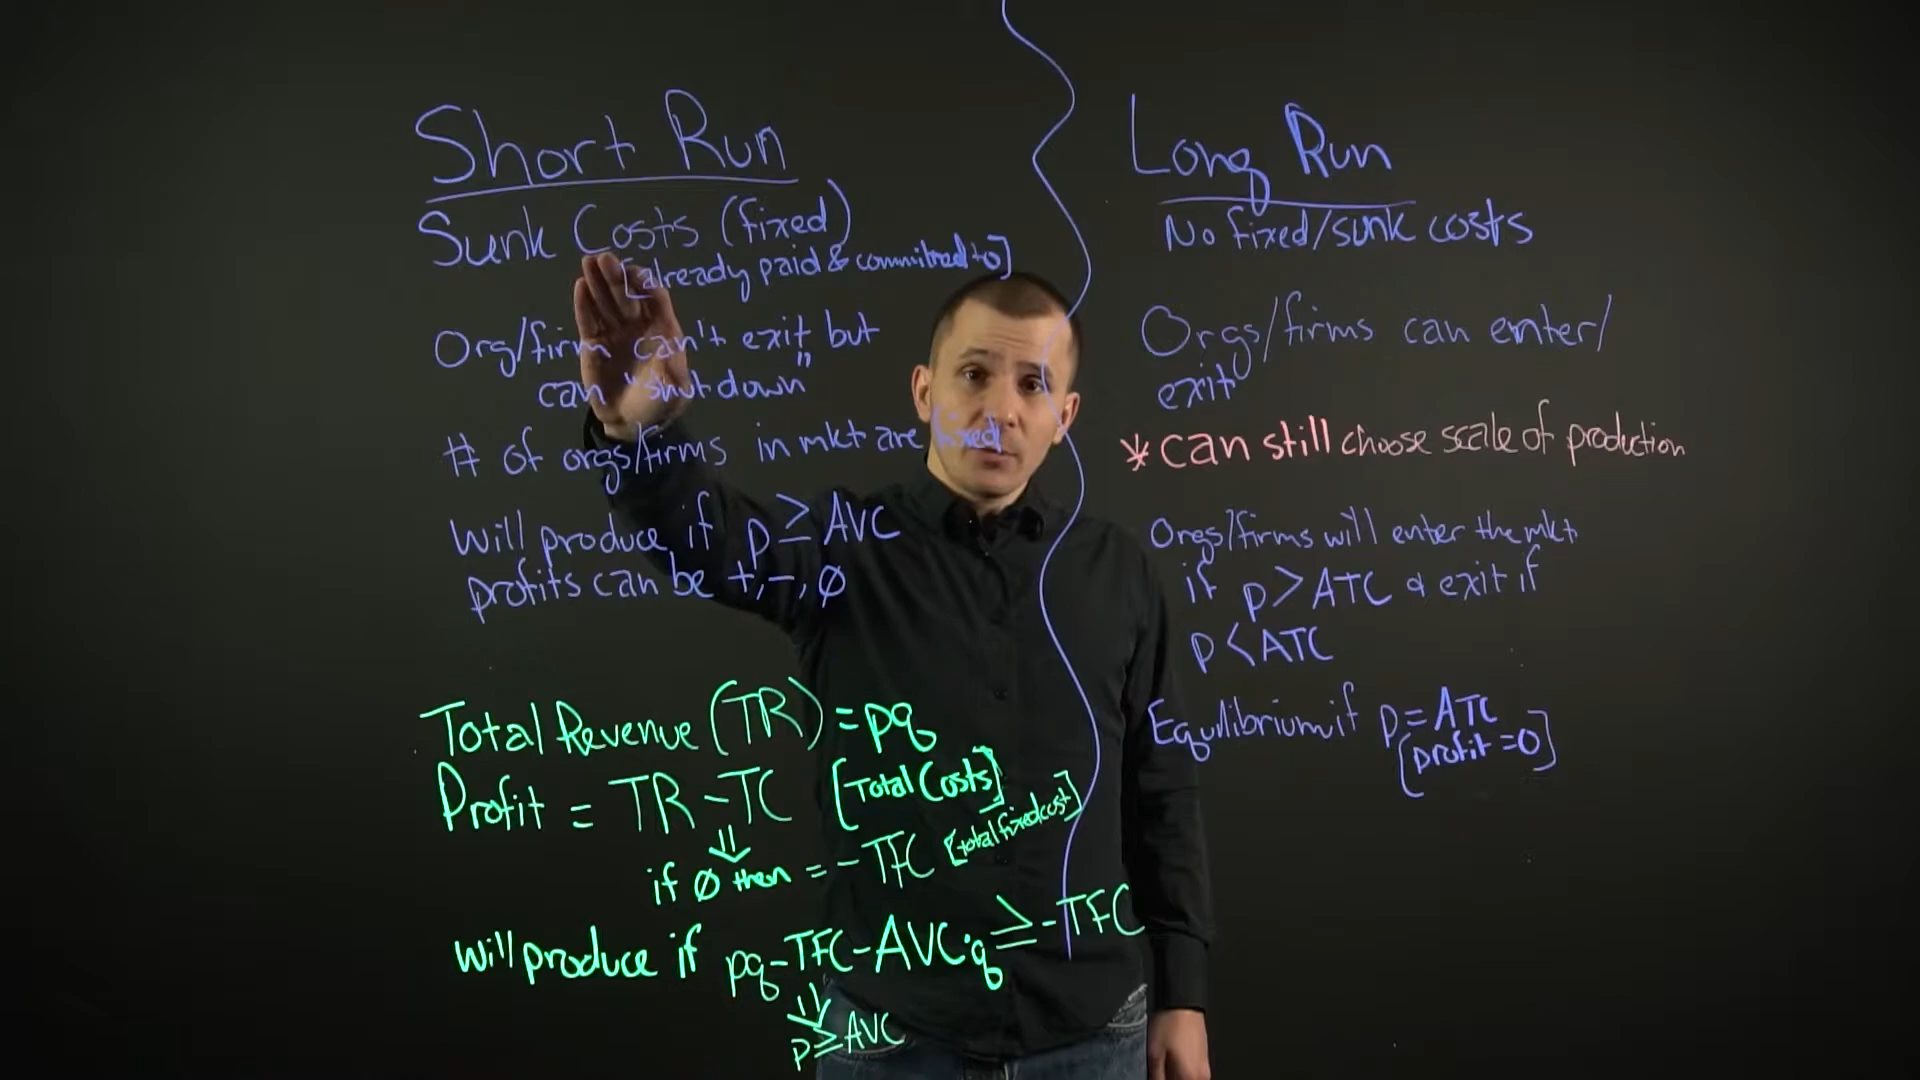 Short Run
Sunk Costs (fixed)
[already paid & committed to]
Org/firm can't exit but
can "shut down"
# of orgs/firms in mkt are fixed
Will produce if p ≥ AVC
profits can be +, -, ∅
Total Revenue (TR) = pq
Profit = TR - TC [Total Costs]
if ∅ then = - TFC [total fixed cost]
will produce if pq - TFC - AVC·q ≥ -TFC
p ≥ AVC
Long Run
No fixed/sunk costs
Orgs/firms can enter/
exit
* can still choose scale of production
Orgs/firms will enter the mkt
if p > ATC & exit if
p < ATC
Equilibrium if p = ATC
[profit = 0]